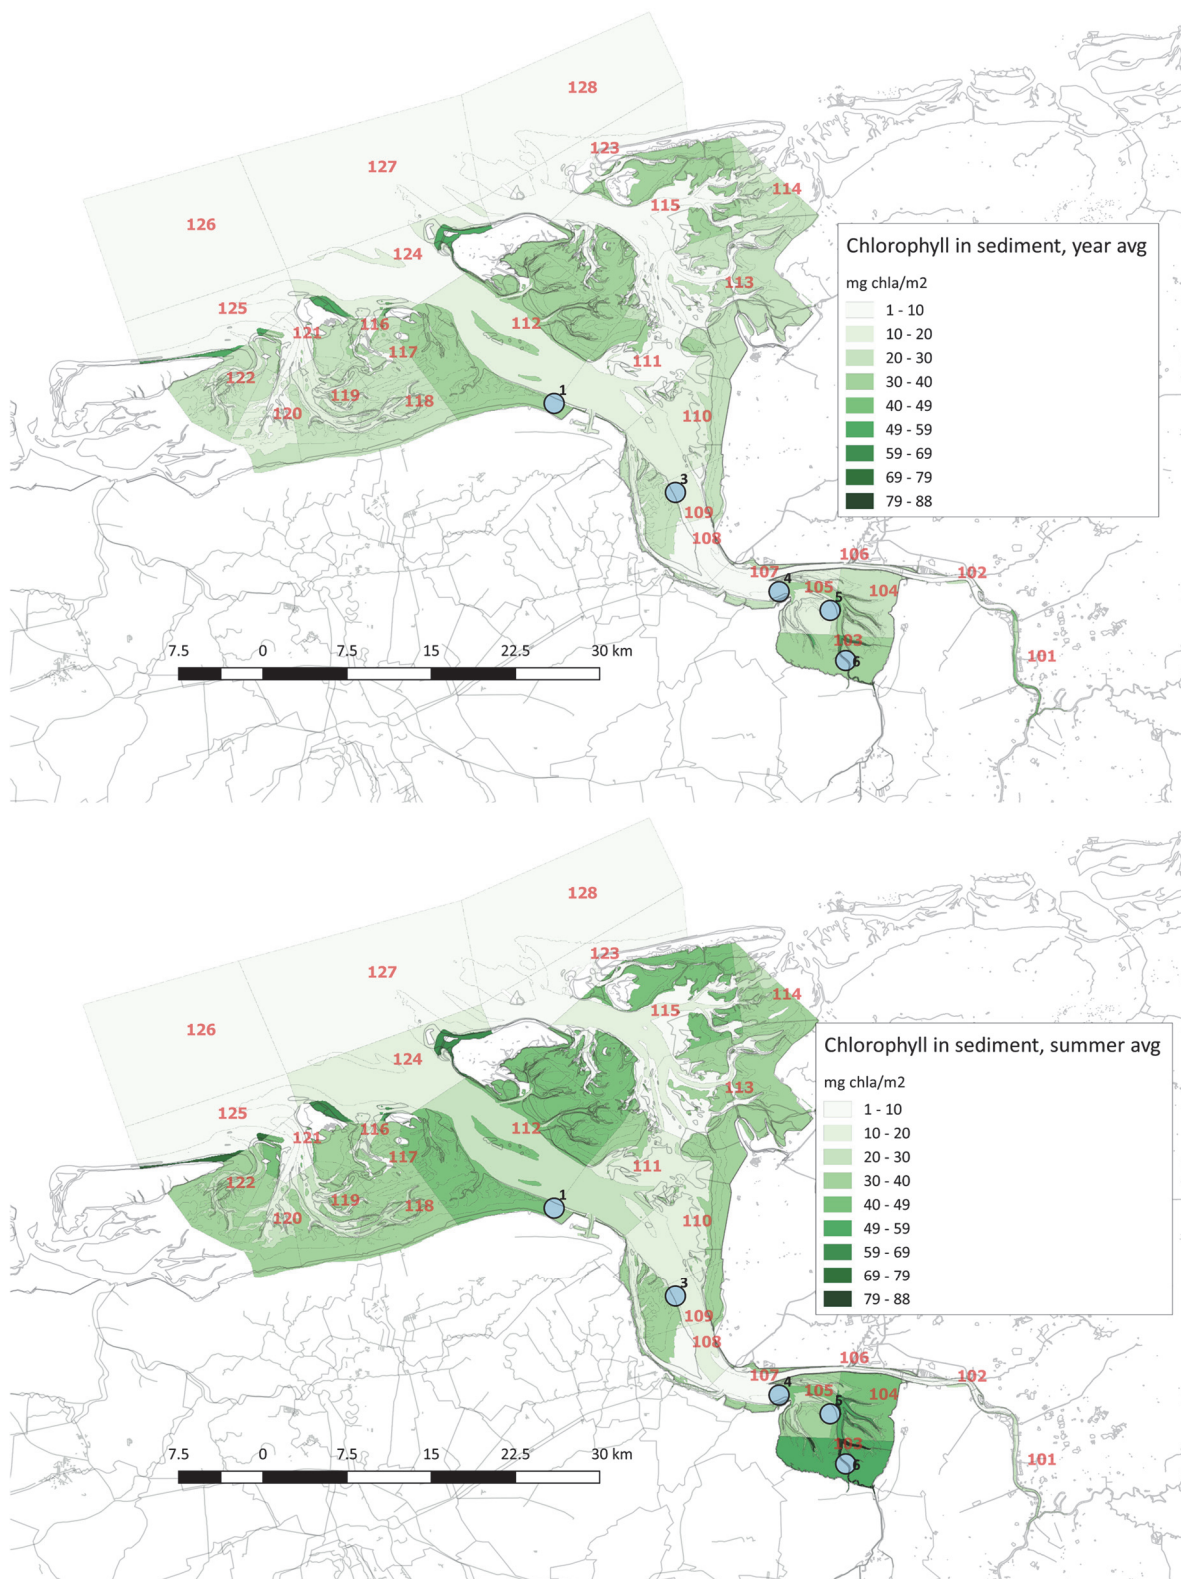 128
127
123
114
115
126
124
125
121
116
112
113
117
111
122
119
118
120
1
110
3
109
108
107
4
106
102
105
5
104
103
6
101
Chlorophyll in sediment, year avg
mg chla/m2
1 - 10
10 - 20
20 - 30
30 - 40
40 - 49
49 - 59
59 - 69
69 - 79
79 - 88
7.5 0 7.5 15 22.5 30 km
128
127
123
114
115
126
124
125
121
116
112
113
117
111
122
119
118
120
1
110
3
109
108
107
4
106
102
105
5
104
103
6
101
Chlorophyll in sediment, summer avg
mg chla/m2
1 - 10
10 - 20
20 - 30
30 - 40
40 - 49
49 - 59
59 - 69
69 - 79
79 - 88
7.5 0 7.5 15 22.5 30 km